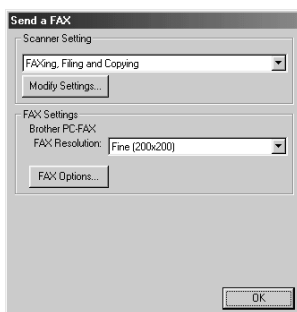 Send a FAX
Scanner Setting
FAXing, Filing and Copying
Modify Settings...
FAX Settings
Brother PC-FAX
FAX Resolution: Fine (200x200)
FAX Options...
OK